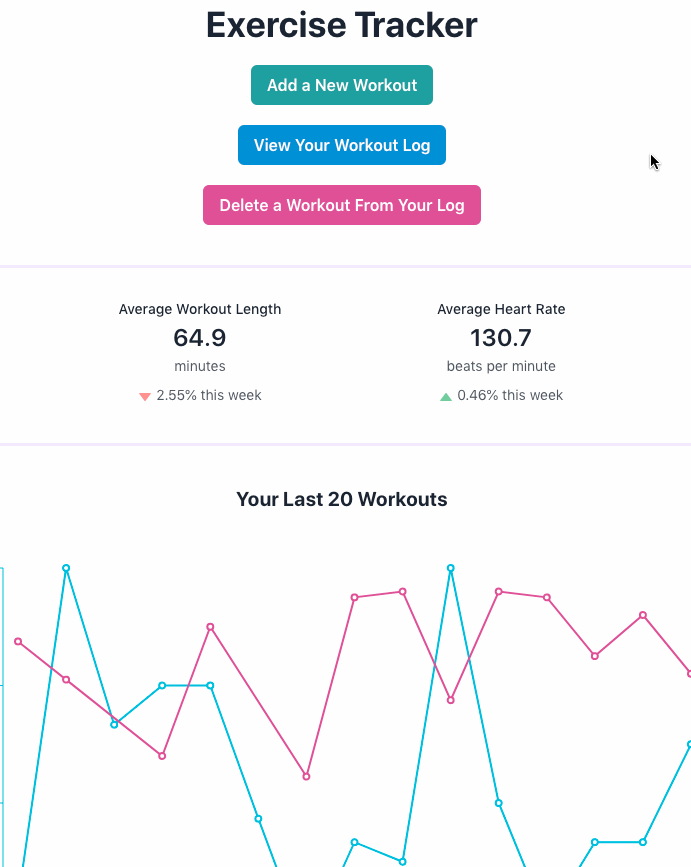 Exercise Tracker
Add a New Workout
View Your Workout Log
Delete a Workout From Your Log
Average Workout Length
64.9
minutes
2.55% this week
Average Heart Rate
130.7
beats per minute
0.46% this week
Your Last 20 Workouts